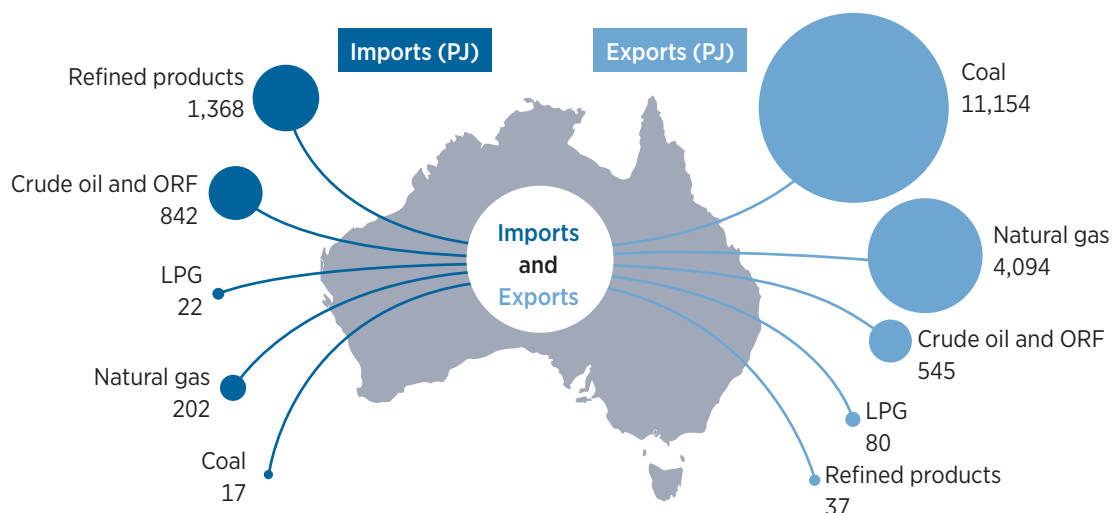 Imports (PJ)
Exports (PJ)
Refined products
1,368
Crude oil and ORF
842
LPG
22
Natural gas
202
Coal
17
Imports
and
Exports
Coal
11,154
Natural gas
4,094
Crude oil and ORF
545
LPG
80
Refined products
37